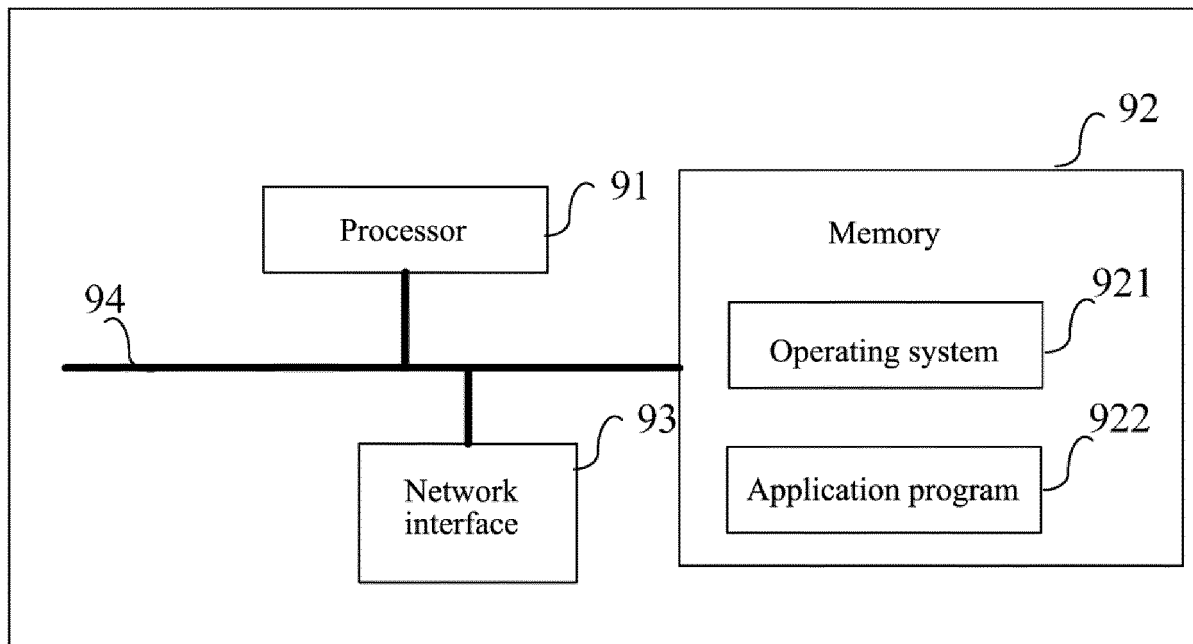 92
91
Processor
Memory
94
921
Operating system
93
922
Network
interface
Application program